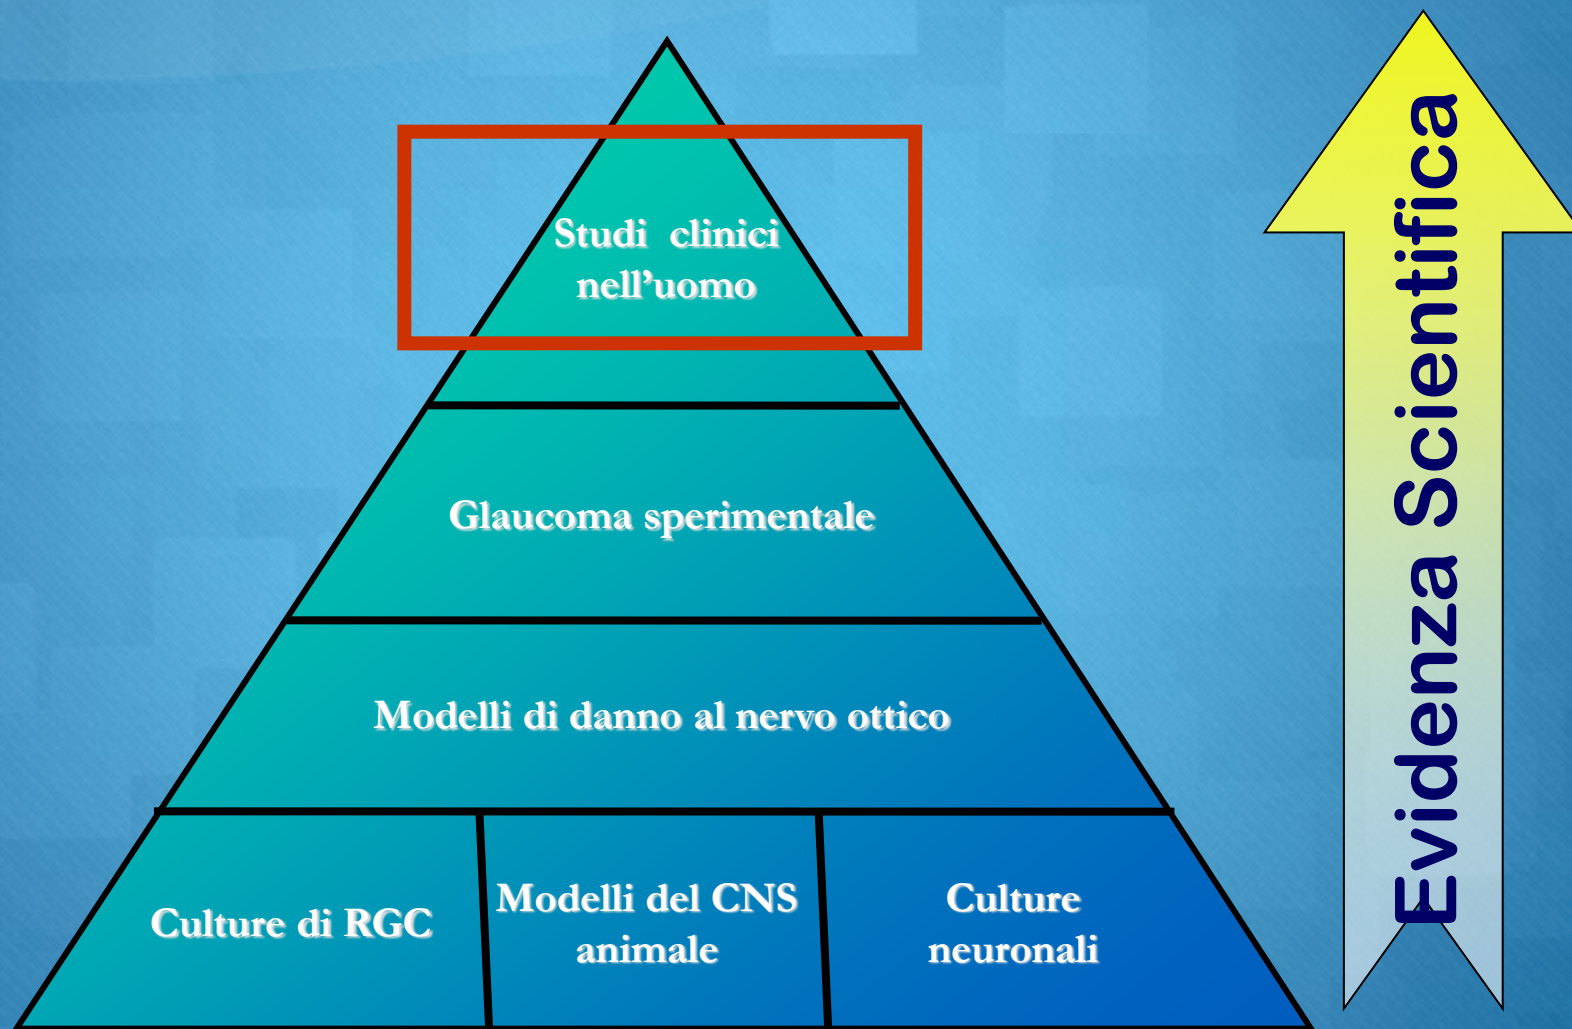 Studi clinici
nell’uomo
Glaucoma sperimentale
Modelli di danno al nervo ottico
Culture di RGC
Modelli del CNS
animale
Culture
neuronali
Evidenza Scientifica